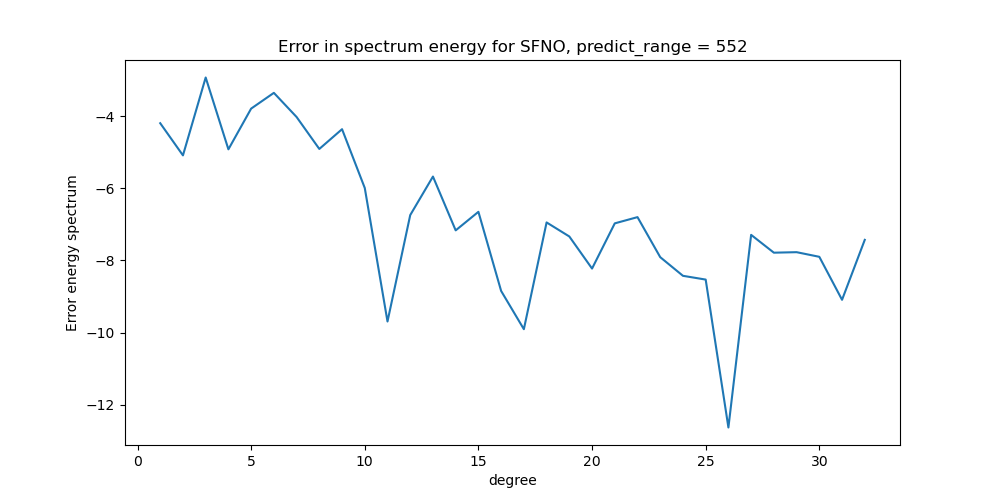 Error in spectrum energy for SFNO, predict_range = 552
Error energy spectrum
−4
−6
−8
−10
−12
0 5 10 15 20 25 30
degree